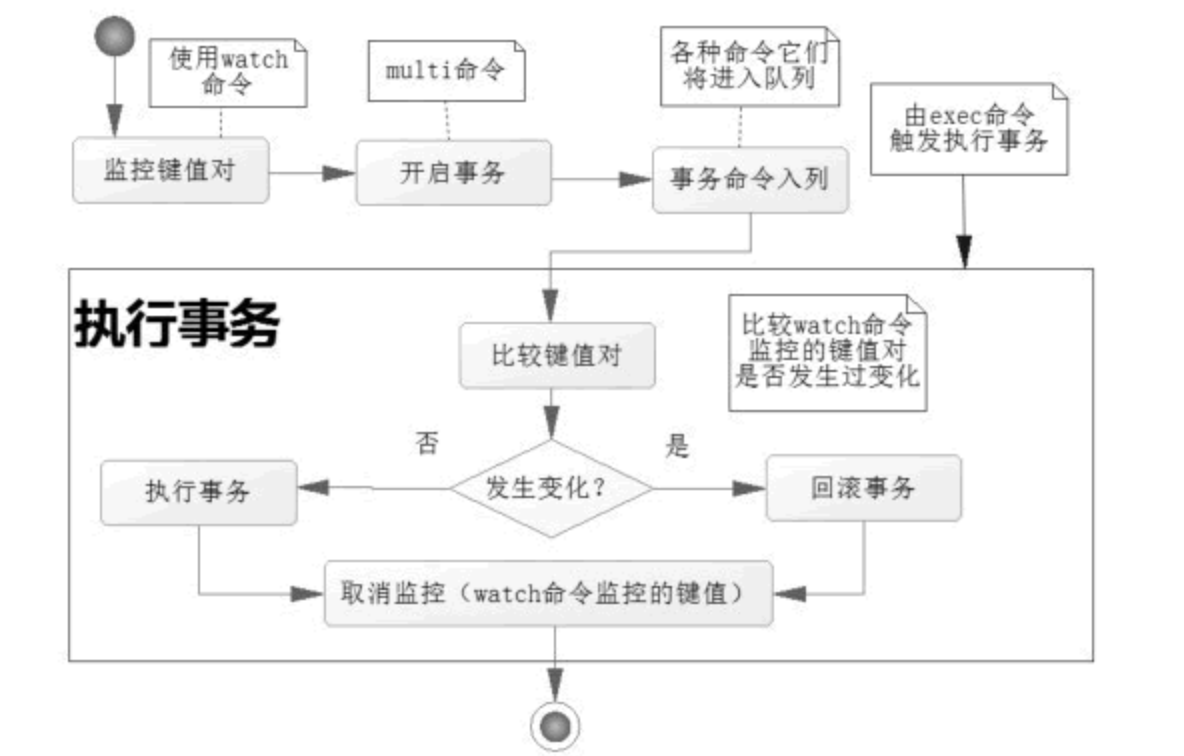 使用watch
命令
multi命令
各种命令它们
将进入队列
由exec命令
触发执行事务
监控键值对
开启事务
事务命令入列
执行事务
比较键值对
比较watch命令
监控的键值对
是否发生过变化
否
是
执行事务
发生变化?
回滚事务
取消监控（watch命令监控的键值）